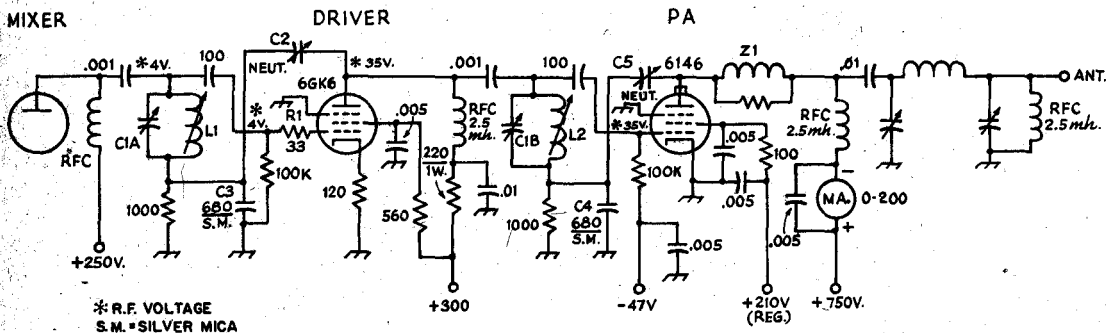 MIXER
DRIVER
PA
.001
*4V.
100
C2
NEUT.
*35V.
6GK6
.001
100
C5
NEUT.
6146
Z1
.01
ANT.
C1A
L1
*
4V.
R1
33
.005
RFC
2.5
mh.
C1B
L2
*35V.
.005
100
RFC
2.5mh.
RFC
2.5mh.
RFC
1000
C3
680
S.M.
100K
120
560
220
1W.
.01
1000
C4
680
S.M.
100K
.005
.005
.005
-
MA.
0-200
+
+250V.
+300
-47V
+210V
(REG.)
+750V.
*R.F. VOLTAGE
S.M.=SILVER MICA